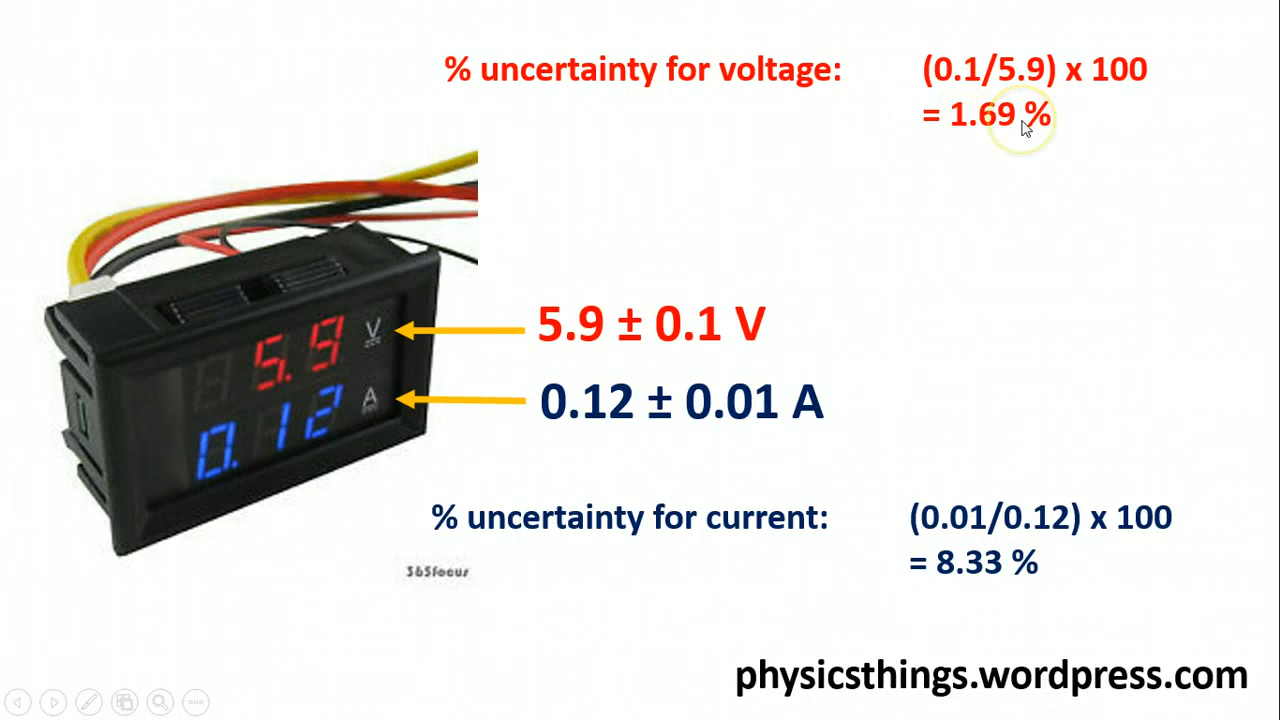 % uncertainty for voltage: (0.1/5.9) x 100
= 1.69 %
5.9 V
5.9 ± 0.1 V
0.12 A
0.12 ± 0.01 A
% uncertainty for current: (0.01/0.12) x 100
= 8.33 %
365focus
physicsthings.wordpress.com